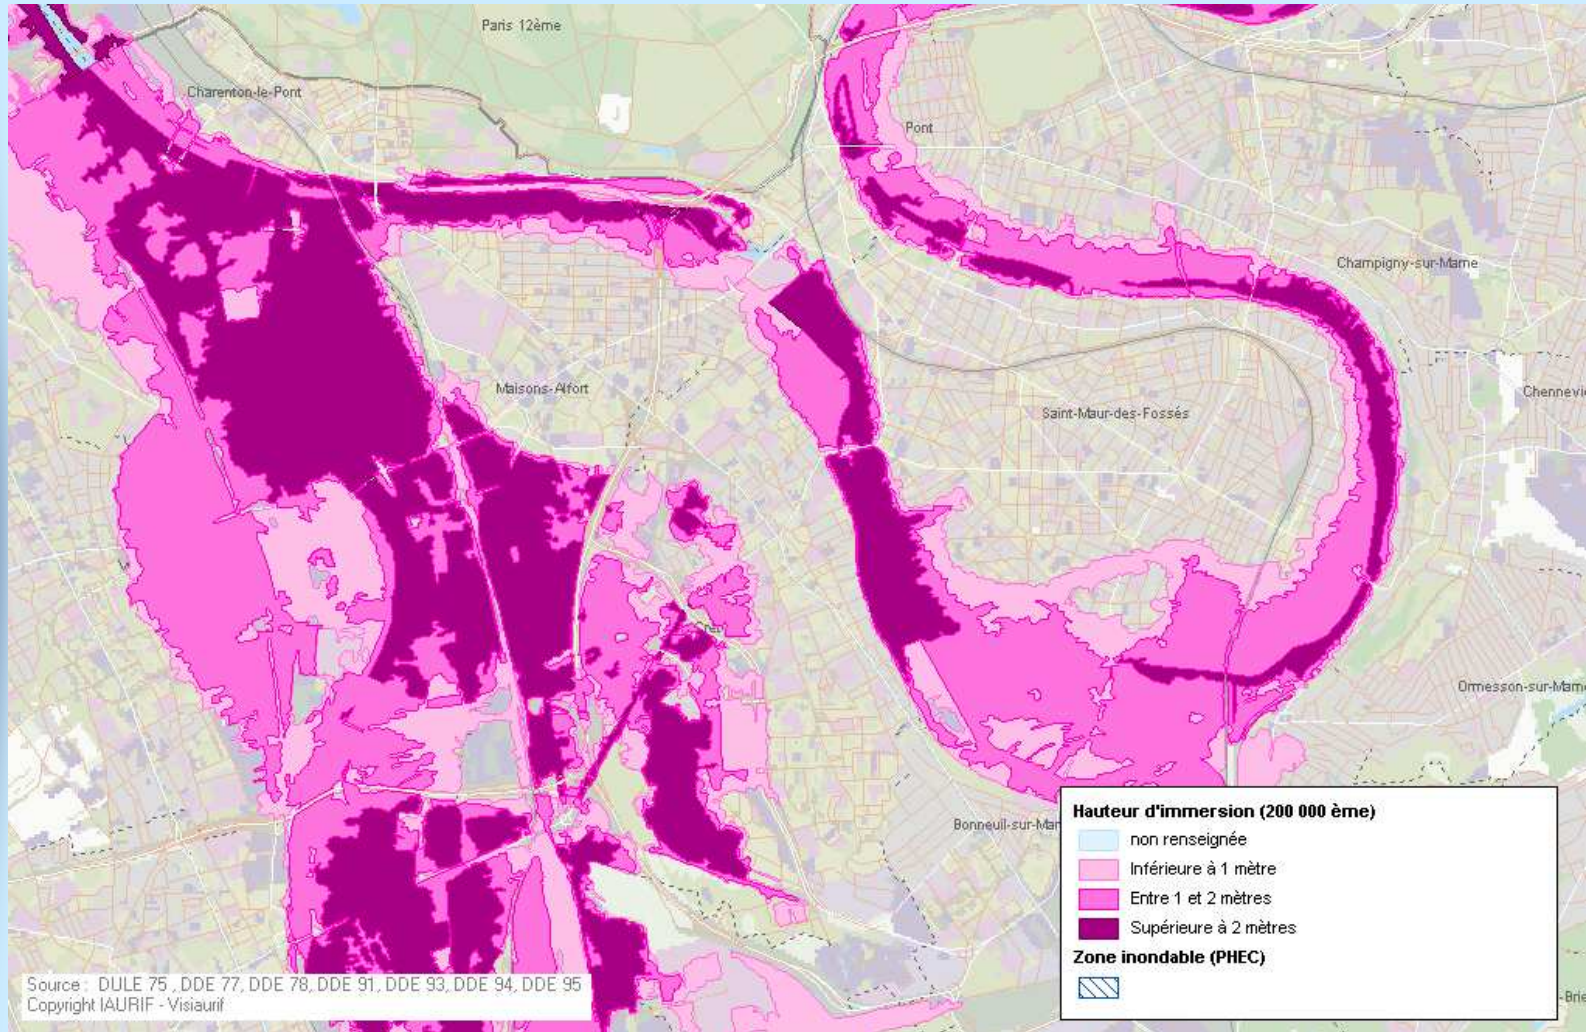 Paris 12ème
Charenton-le-Pont
Pont
Champigny-sur-Marne
Maisons-Alfort
Chennevi
Saint-Maur-des-Fossés
Ormesson-sur-Marne
Bonneuil-sur-Mar
Hauteur d'immersion (200 000 ème)
non renseignée
Inférieure à 1 mètre
Entre 1 et 2 mètres
Supérieure à 2 mètres
Zone inondable (PHEC)
-Brie
Source : DULE 75 , DDE 77, DDE 78, DDE 91, DDE 93, DDE 94, DDE 95
Copyright IAURIF - Visiaurif